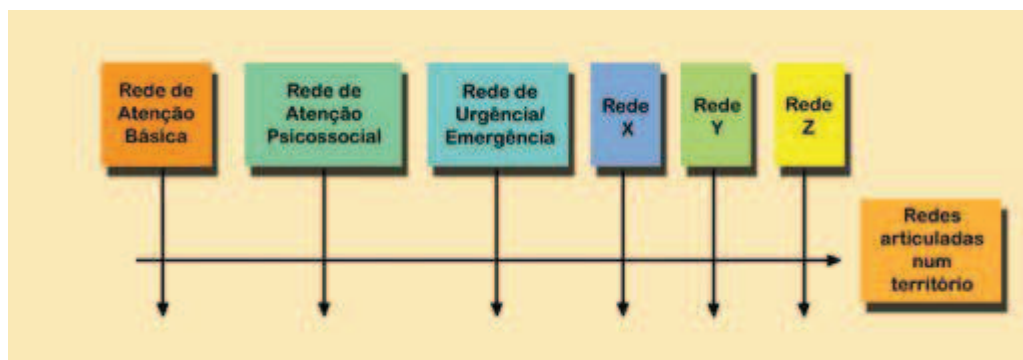 Rede de
Atenção
Básica
Rede de
Atenção
Psicossocial
Rede de
Urgência/
Emergência
Rede
X
Rede
Y
Rede
Z
Redes
articuladas
num
território